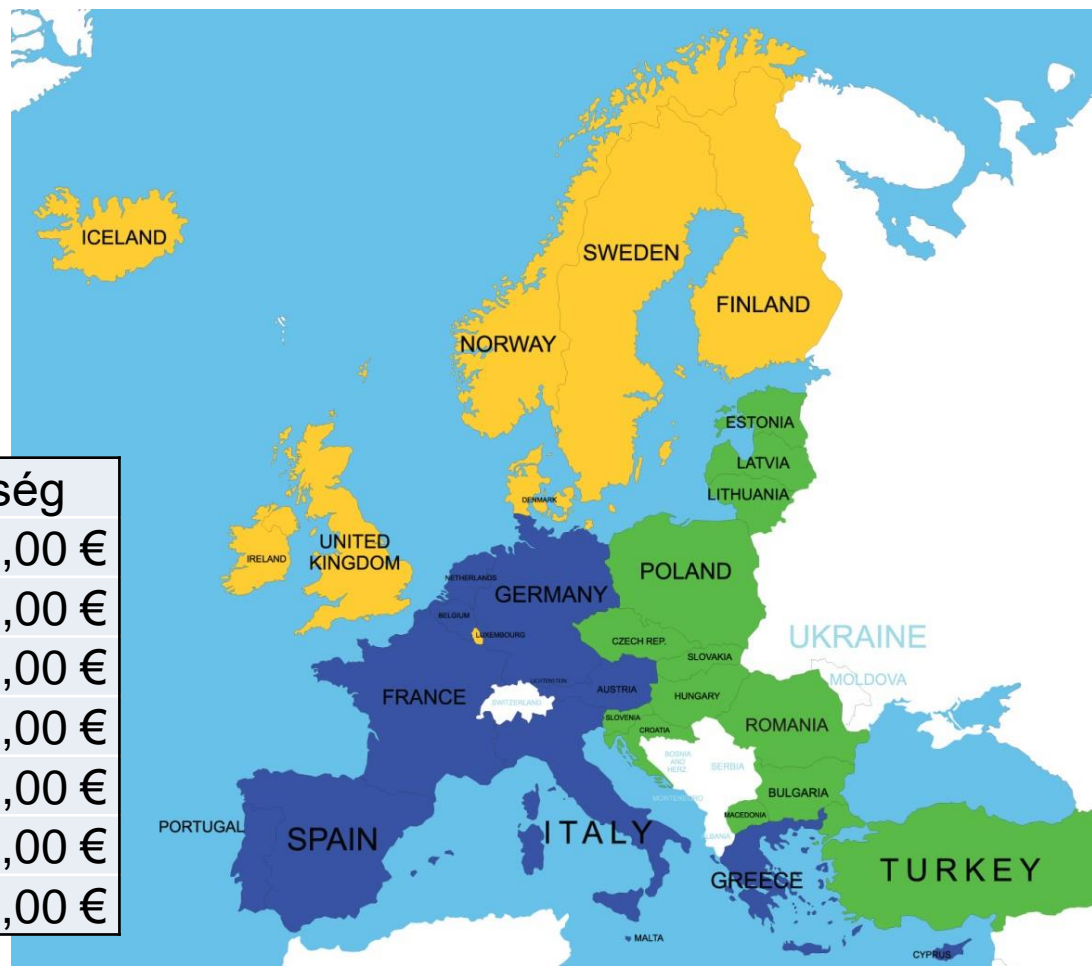 ICELAND
SWEDEN
FINLAND
NORWAY
ESTONIA
LATVIA
LITHUANIA
DENMARK
ség
,00 €
,00 €
,00 €
,00 €
,00 €
,00 €
,00 €
IRELAND
UNITED
KINGDOM
NETHERLANDS
GERMANY
POLAND
BELGIUM
LUXEMBOURG
CZECH REP.
UKRAINE
SLOVAKIA
MOLDOVA
FRANCE
LICHTENSTEIN
AUSTRIA
HUNGARY
SWITZERLAND
SLOVENIA
CROATIA
ROMANIA
BOSNIA
AND
HERZ.
SERBIA
MONTENEGRO
BULGARIA
MACEDONIA
ALBANIA
PORTUGAL
SPAIN
ITALY
GREECE
TURKEY
MALTA
CYPRUS